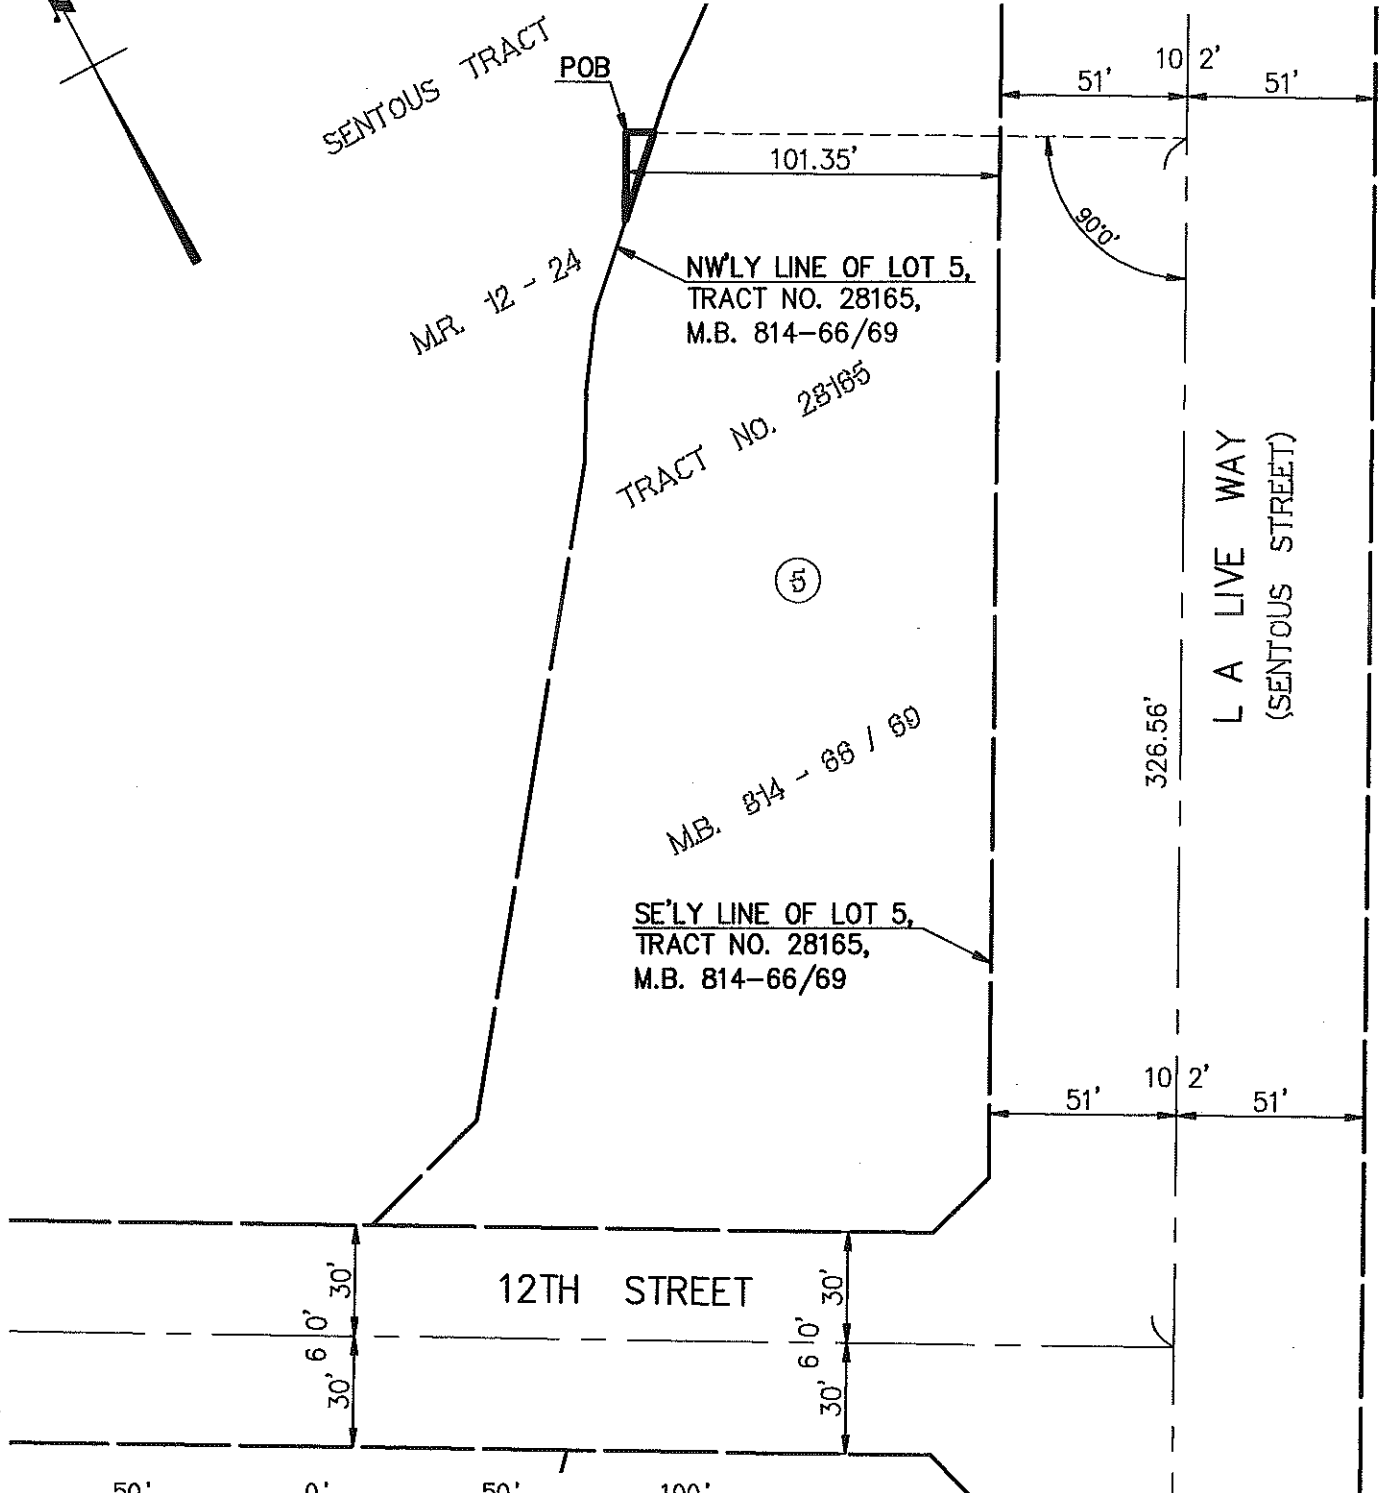 SENTOUS TRACT
POB
10 2'
51'
51'
101.35'
90°0'
M.R. 12 - 24
NW'LY LINE OF LOT 5,
TRACT NO. 28165,
M.B. 814-66/69
TRACT NO. 28165
5
L A LIVE WAY
(SENTOUS STREET)
326.56'
M.B. 814 - 66 / 69
SE'LY LINE OF LOT 5,
TRACT NO. 28165,
M.B. 814-66/69
10 2'
51'
51'
30'
12TH STREET
30'
6 0'
6 0'
30'
30'
50'
0'
50'
100'